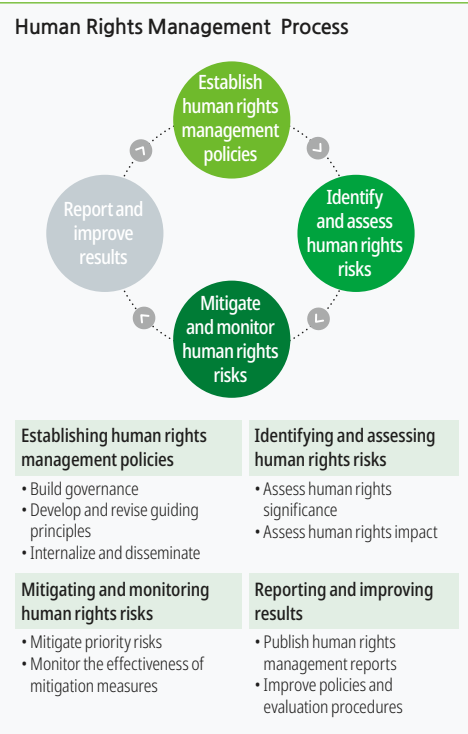 Human Rights Management Process
Establish
human rights
management
policies
Identify
and assess
human rights
risks
Mitigate
and monitor
human rights
risks
Report and
improve
results
Establishing human rights
management policies
• Build governance
• Develop and revise guiding
principles
• Internalize and disseminate
Identifying and assessing
human rights risks
• Assess human rights
significance
• Assess human rights impact
Mitigating and monitoring
human rights risks
• Mitigate priority risks
• Monitor the effectiveness of
mitigation measures
Reporting and improving
results
• Publish human rights
management reports
• Improve policies and
evaluation procedures